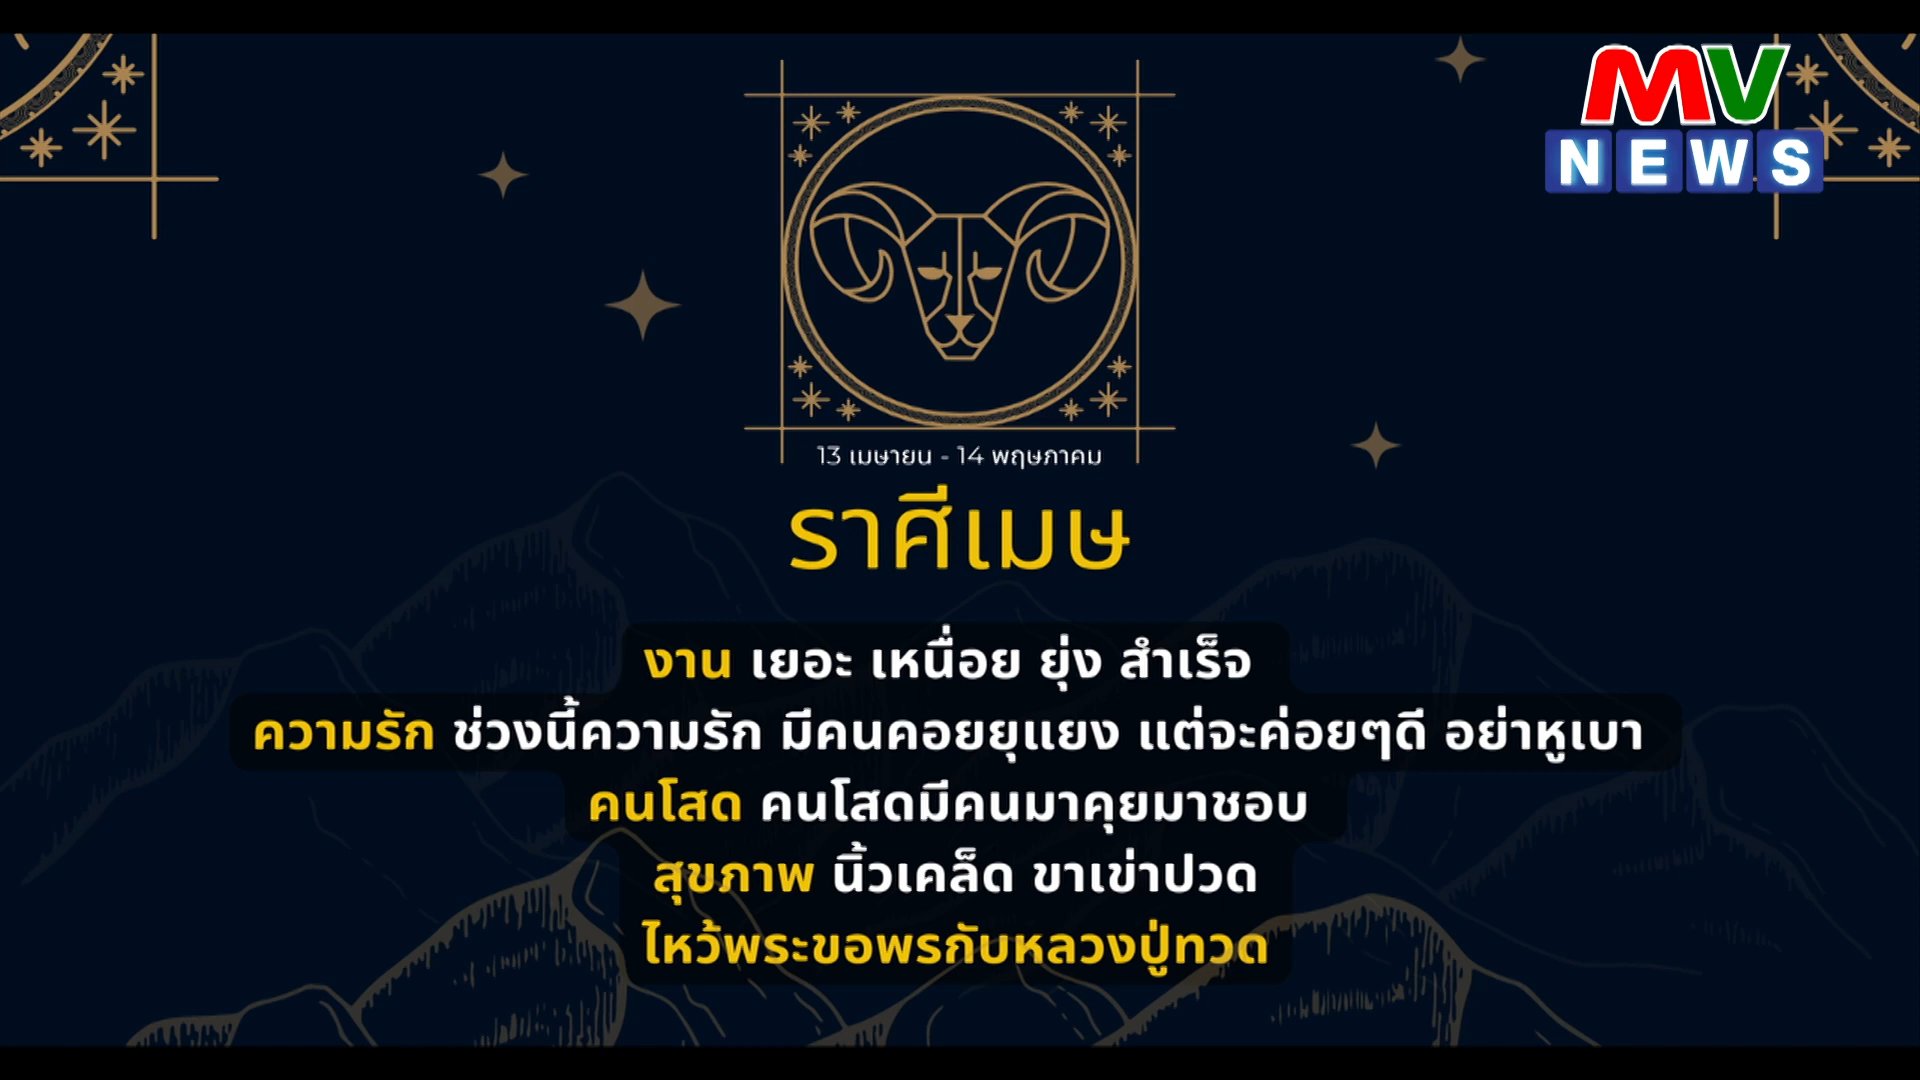 MV
NEWS
13 เมษายน - 14 พฤษภาคม
ราศีเมษ
งาน เยอะ เหนื่อย ยุ่ง สำเร็จ
ความรัก ช่วงนี้ความรัก มีคนคอยยุแยง แต่จะค่อยๆดี อย่าหูเบา
คนโสด คนโสดมีคนมาคุยมาชอบ
สุขภาพ นิ้วเคล็ด ขาเข่าปวด
ไหว้พระขอพรกับหลวงปู่ทวด